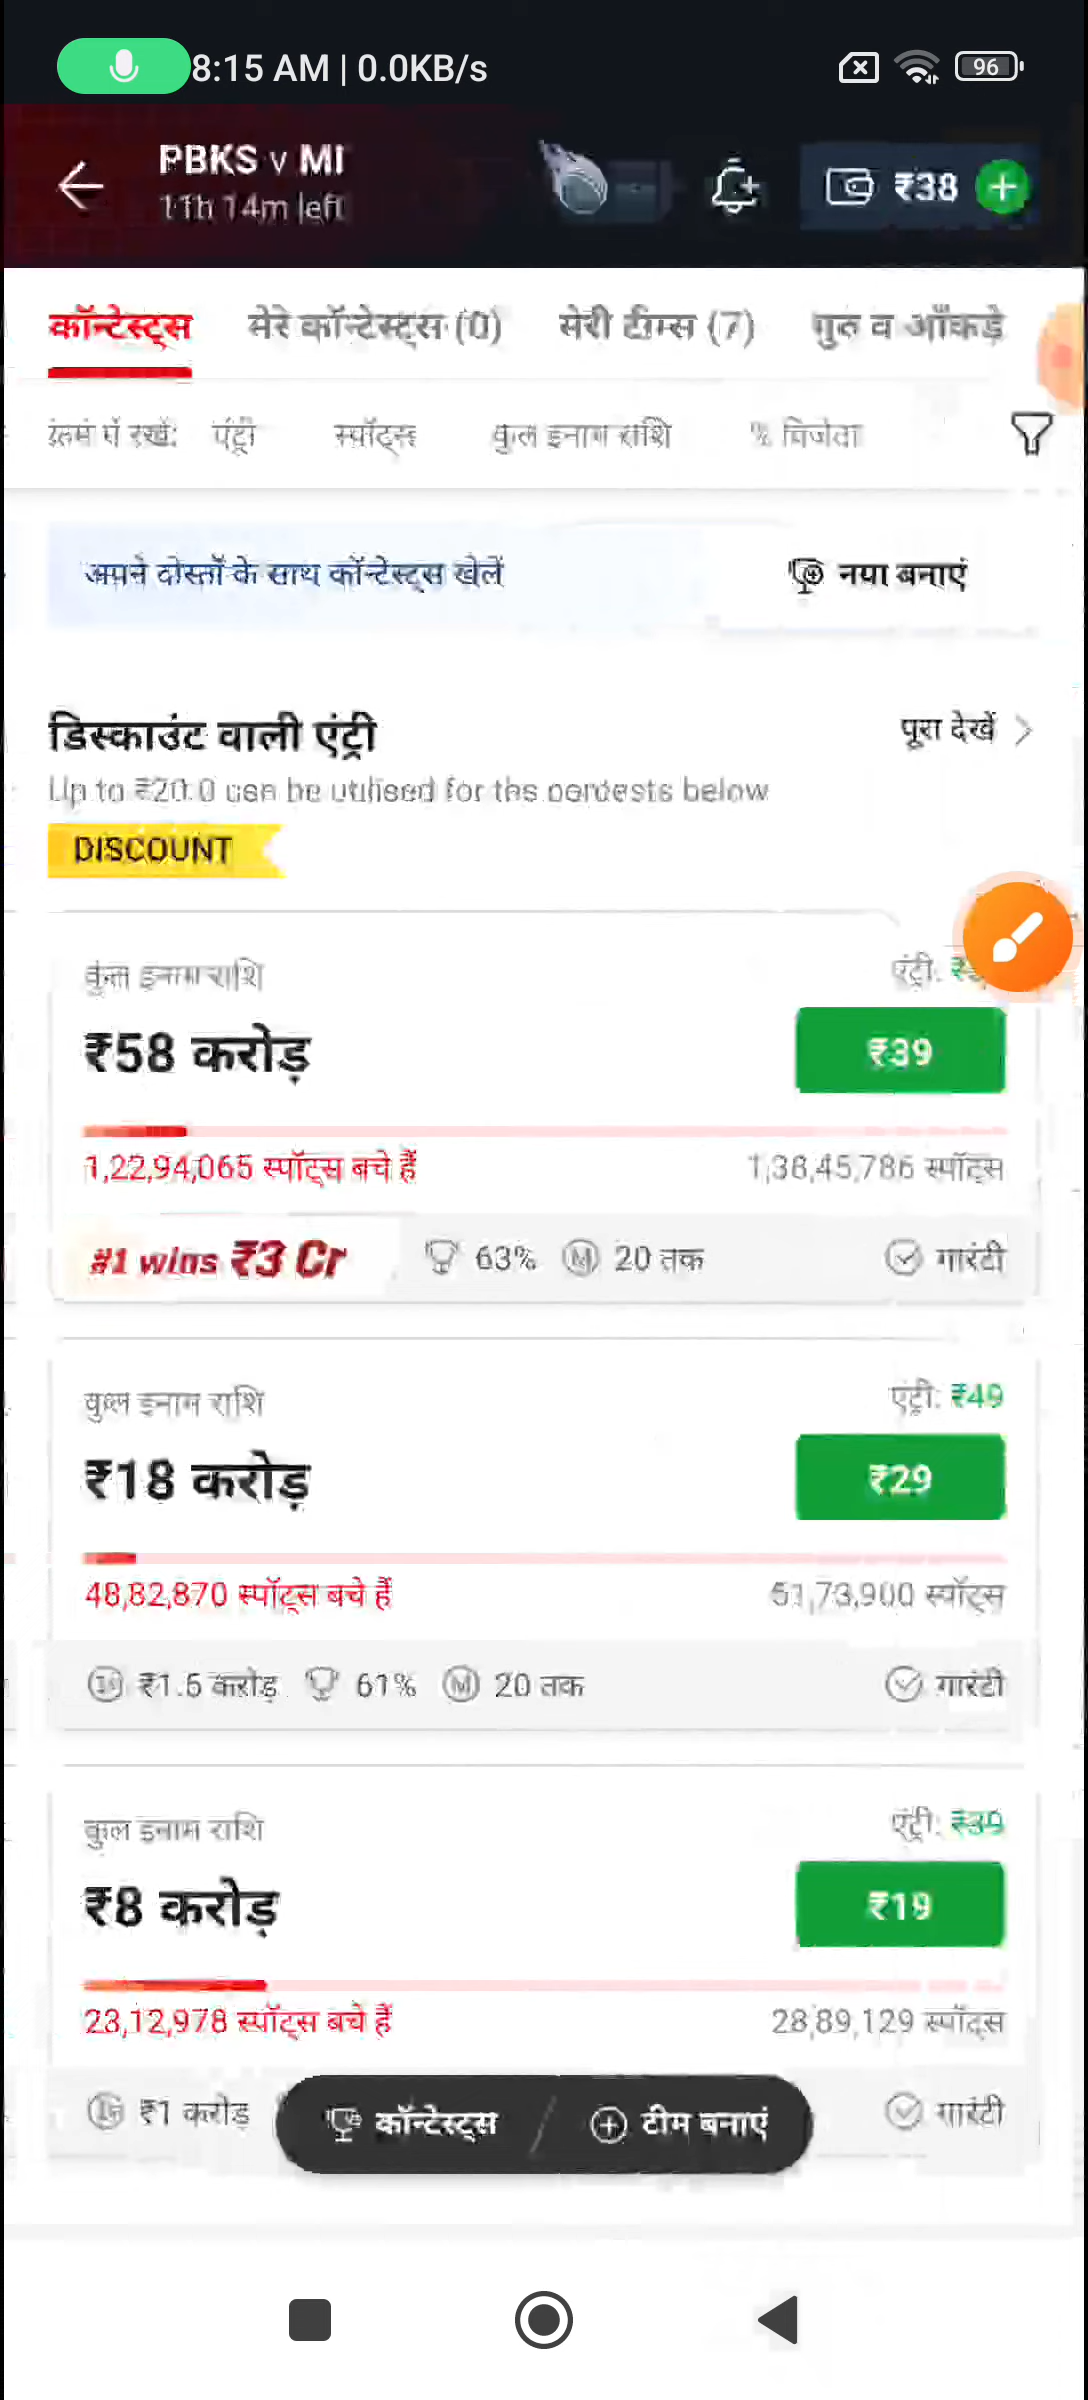 8:15 AM | 0.0KB/s
96
PBKS v MI
11h 14m left
₹38
कॉन्टेस्ट्स
मेरे कॉन्टेस्ट्स (0)
मेरी टीम्स (7)
गुरु व आँकड़े
एंट्री
स्पॉट्स
कुल इनाम राशि
% विजेता
अपने दोस्तों के साथ कॉन्टेस्ट्स खेलें
नया बनाएं
डिस्काउंट वाली एंट्री
पूरा देखें
Up to ₹20.0 can be utilised for the contests below
DISCOUNT
कुल इनाम राशि
एंट्री:
₹58 करोड़
₹39
1,22,94,065 स्पॉट्स बचे हैं
1,38,45,786 स्पॉट्स
#1 wins ₹3 Cr
63%
M 20 तक
गारंटी
कुल इनाम राशि
एंट्री: ₹49
₹18 करोड़
₹29
48,82,870 स्पॉट्स बचे हैं
51,73,900 स्पॉट्स
₹1.5 करोड़
61%
M 20 तक
गारंटी
कुल इनाम राशि
एंट्री: ₹39
₹8 करोड़
₹19
23,12,978 स्पॉट्स बचे हैं
28,89,129 स्पॉट्स
₹1 करोड़
कॉन्टेस्ट्स
टीम बनाएं
गारंटी